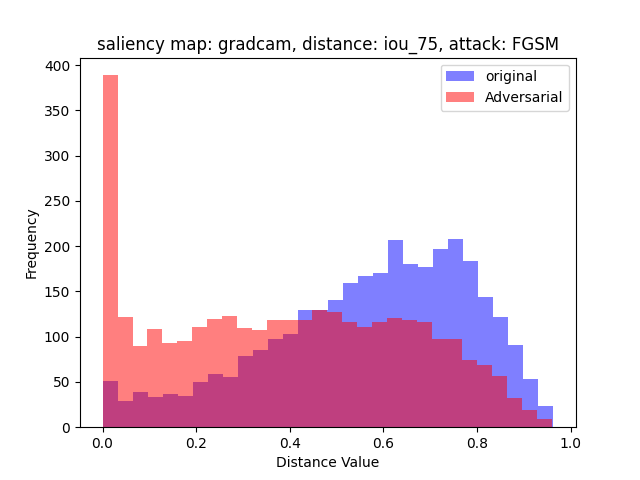 saliency map: gradcam, distance: iou_75, attack: FGSM
original
Adversarial
400
350
300
250
200
150
100
50
0
Frequency
0.0 0.2 0.4 0.6 0.8 1.0
Distance Value